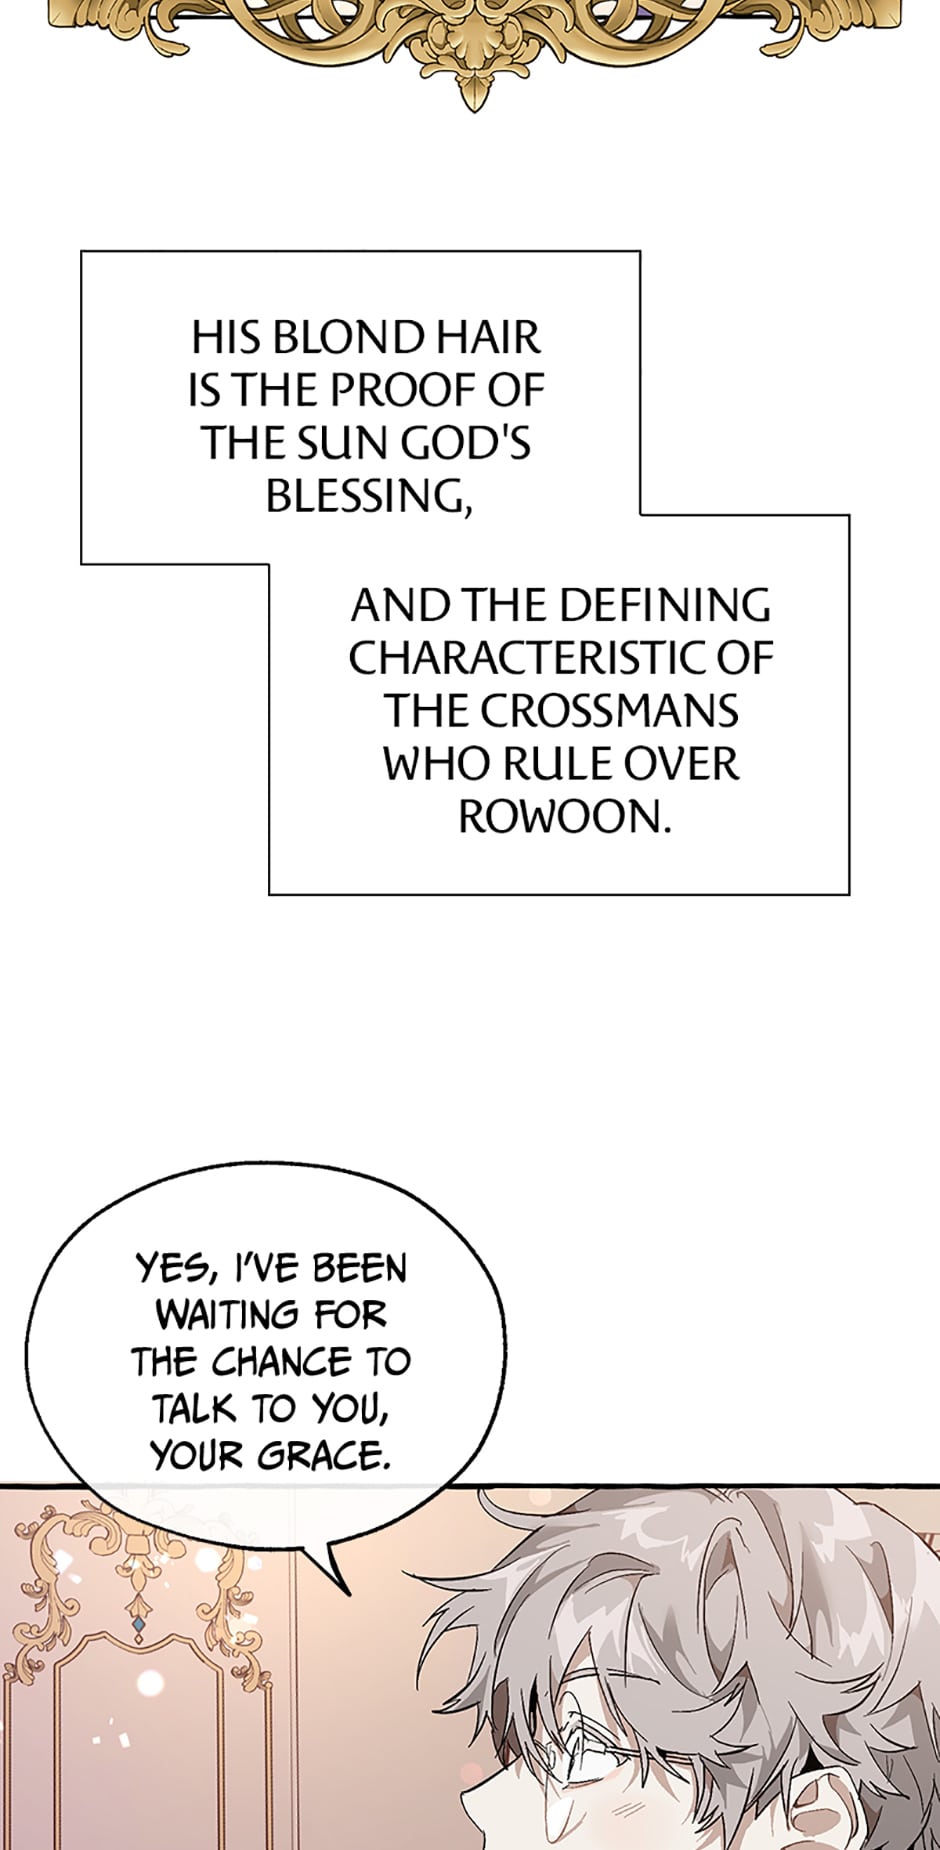 HIS BLOND HAIR
IS THE PROOF OF
THE SUN GOD'S
BLESSING,
AND THE DEFINING
CHARACTERISTIC OF
THE CROSSMANS
WHO RULE OVER
ROWOON.
YES, I'VE BEEN
WAITING FOR
THE CHANCE TO
TALK TO YOU,
YOUR GRACE.